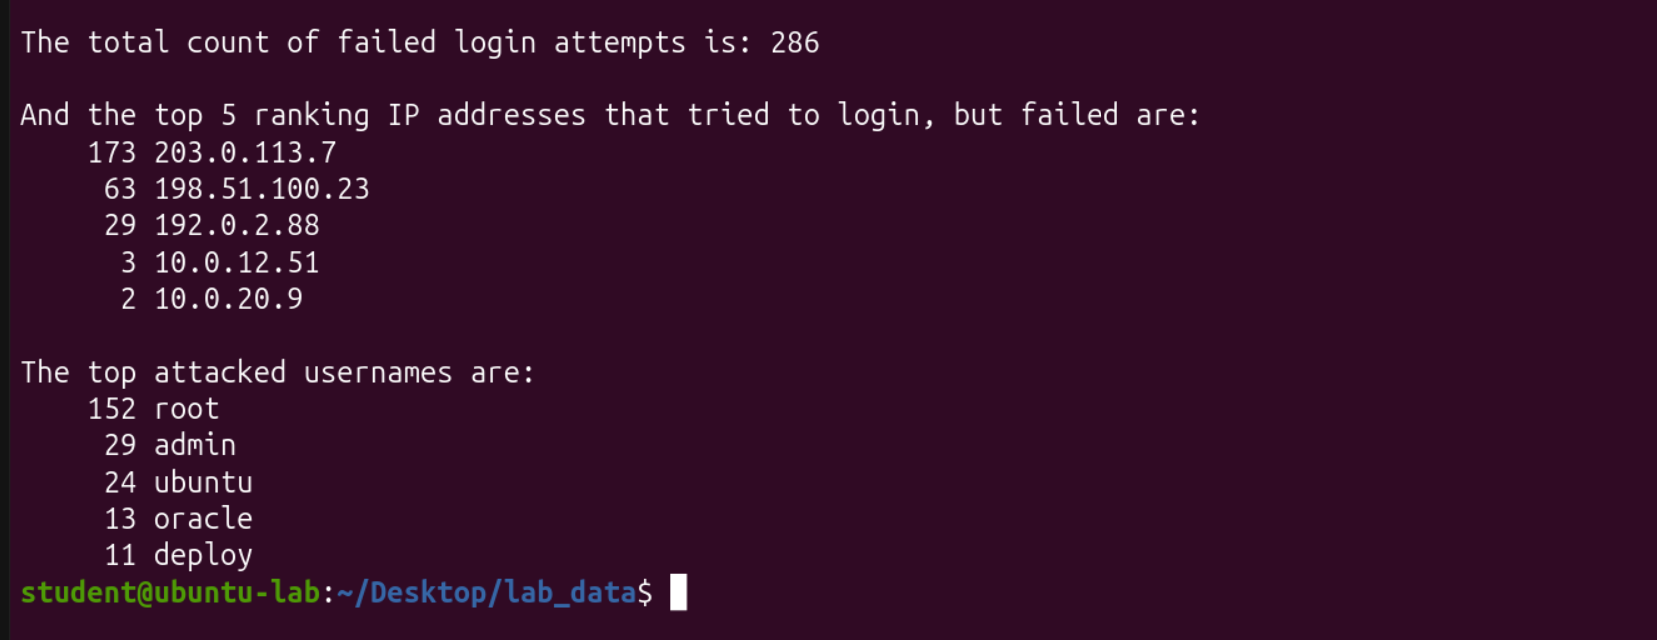 The total count of failed login attempts is: 286
And the top 5 ranking IP addresses that tried to login, but failed are:
173 203.0.113.7
63 198.51.100.23
29 192.0.2.88
3 10.0.12.51
2 10.0.20.9
The top attacked usernames are:
152 root
29 admin
24 ubuntu
13 oracle
11 deploy
student@ubuntu-lab:~/Desktop/lab_data$